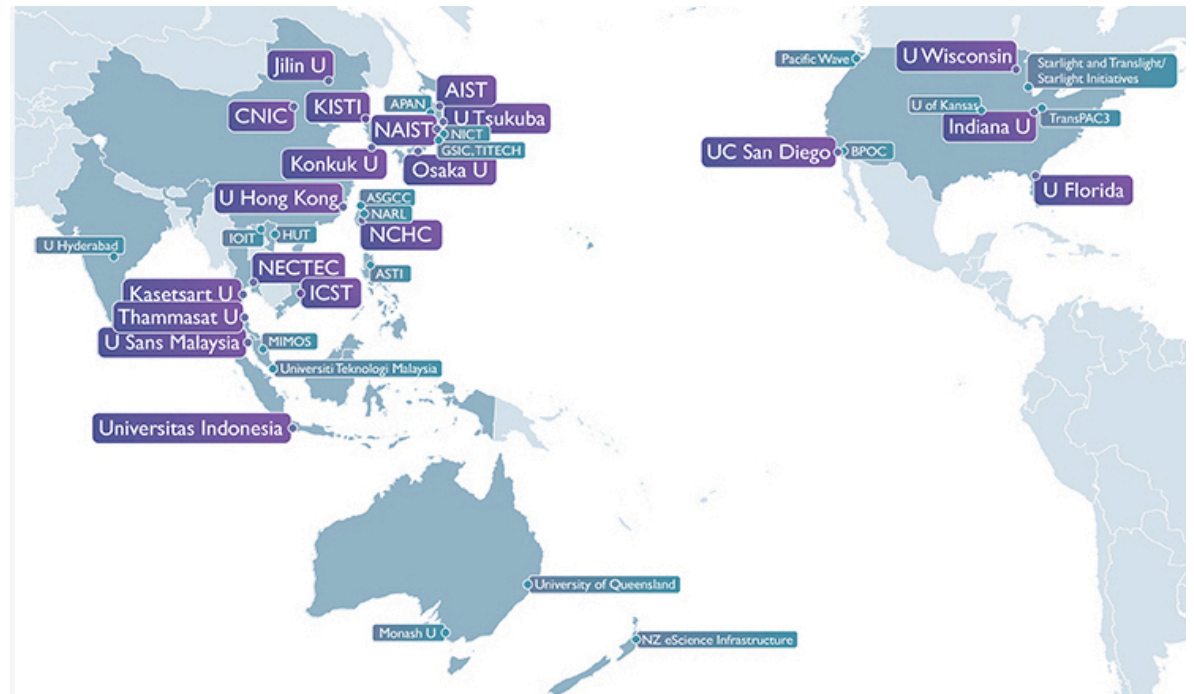 Jilin U
CNIC
KISTI
APAN
AIST
U Tsukuba
NAIST
NICT
GSIC, TITECH
Konkuk U
Osaka U
U Hong Kong
ASGCC
NARL
NCHC
IOIT
HUT
U Hyderabad
NECTEC
ASTI
ICST
Kasetsart U
Thammasat U
U Sans Malaysia
MIMOS
Universiti Teknologi Malaysia
Universitas Indonesia
University of Queensland
Monash U
NZ eScience Infrastructure
Pacific Wave
U Wisconsin
Starlight and Translight/
Starlight Initiatives
U of Kansas
Indiana U
TransPAC3
UC San Diego
BPOC
U Florida